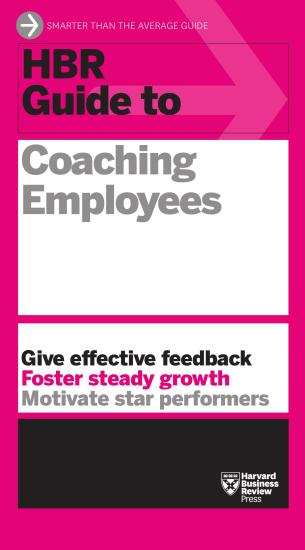 SMARTER THAN THE AVERAGE GUIDE
HBR
Guide to
Coaching
Employees
Give effective feedback
Foster steady growth
Motivate star performers
Harvard
Business
Review
Press